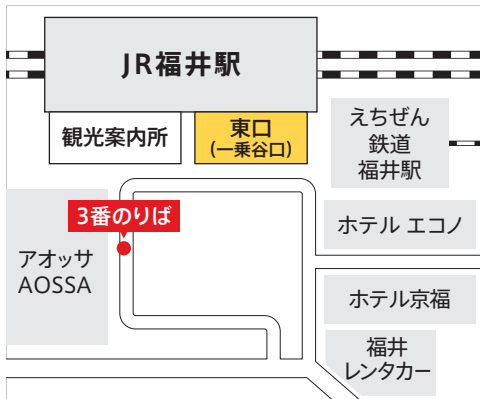 JR福井駅
観光案内所
東口
(一乗谷口)
えちぜん
鉄道
福井駅
3番のりば
アオッサ
AOSSA
ホテル エコノ
ホテル京福
福井
レンタカー